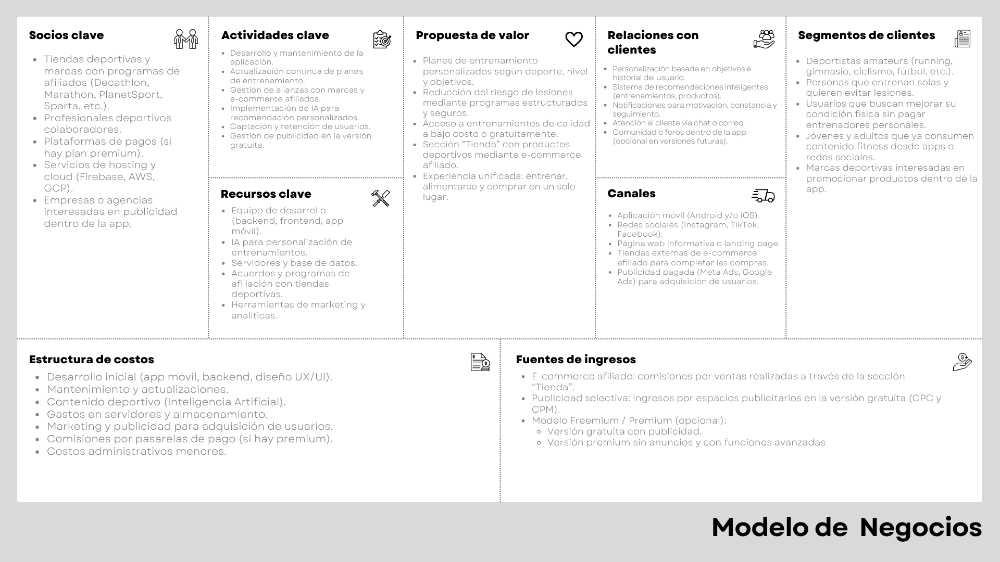 Socios clave
• Tiendas deportivas y
marcas con programas de
afiliados (Decathlon,
Marathon, PlanetSport,
Sparta, etc.).
• Profesionales deportivos
colaboradores.
• Plataformas de pagos (si
hay plan premium).
• Servicios de hosting y
cloud (Firebase, AWS,
GCP).
• Empresas o agencias
interesadas en publicidad
dentro de la app.
Actividades clave
• Desarrollo y mantenimiento de la
aplicación.
• Actualización continua de planes
de entrenamiento.
• Gestión de alianzas con marcas y
e-commerce afiliados.
• Implementación de IA para
recomendación personalizados.
• Captación y retención de usuarios.
• Gestión de publicidad en la versión
gratuita.
Recursos clave
• Equipo de desarrollo
(backend, frontend, app
móvil).
• IA para personalización de
entrenamientos.
• Servidores y base de datos.
• Acuerdos y programas de
afiliación con tiendas
deportivas.
• Herramientas de marketing y
analíticas.
Propuesta de valor
• Planes de entrenamiento
personalizados según deporte, nivel
y objetivos.
• Reducción del riesgo de lesiones
mediante programas estructurados
y seguros.
• Acceso a entrenamientos de calidad
a bajo costo o gratuitamente.
• Sección “Tienda” con productos
deportivos mediante e-commerce
afiliado.
• Experiencia unificada: entrenar,
alimentarse y comprar en un solo
lugar.
Relaciones con
clientes
• Personalización basada en objetivos e
historial del usuario.
• Sistema de recomendaciones inteligentes
(entrenamientos, productos).
• Notificaciones para motivación, constancia y
seguimiento.
• Atención al cliente vía chat o correo.
• Comunidad o foros dentro de la app
(opcional en versiones futuras).
Canales
• Aplicación móvil (Android y/o iOS).
• Redes sociales (Instagram, TikTok,
Facebook).
• Página web informativa o landing page.
• Tiendas externas de e-commerce
afiliado para completar las compras.
• Publicidad pagada (Meta Ads, Google
Ads) para adquisición de usuarios.
Segmentos de clientes
• Deportistas amateurs (running,
gimnasio, ciclismo, fútbol, etc.).
• Personas que entrenan solas y
quieren evitar lesiones.
• Usuarios que buscan mejorar su
condición física sin pagar
entrenadores personales.
• Jóvenes y adultos que ya consumen
contenido fitness desde apps o
redes sociales.
• Marcas deportivas interesadas en
promocionar productos dentro de la
app.
Estructura de costos
• Desarrollo inicial (app móvil, backend, diseño UX/UI).
• Mantenimiento y actualizaciones.
• Contenido deportivo (Inteligencia Artificial).
• Gastos en servidores y almacenamiento.
• Marketing y publicidad para adquisición de usuarios.
• Comisiones por pasarelas de pago (si hay premium).
• Costos administrativos menores.
Fuentes de ingresos
• E-commerce afiliado: comisiones por ventas realizadas a través de la sección
“Tienda”.
• Publicidad selectiva: ingresos por espacios publicitarios en la versión gratuita (CPC y
CPM).
• Modelo Freemium / Premium (opcional):
◦ Versión gratuita con publicidad.
◦ Versión premium sin anuncios y con funciones avanzadas
Modelo de Negocios